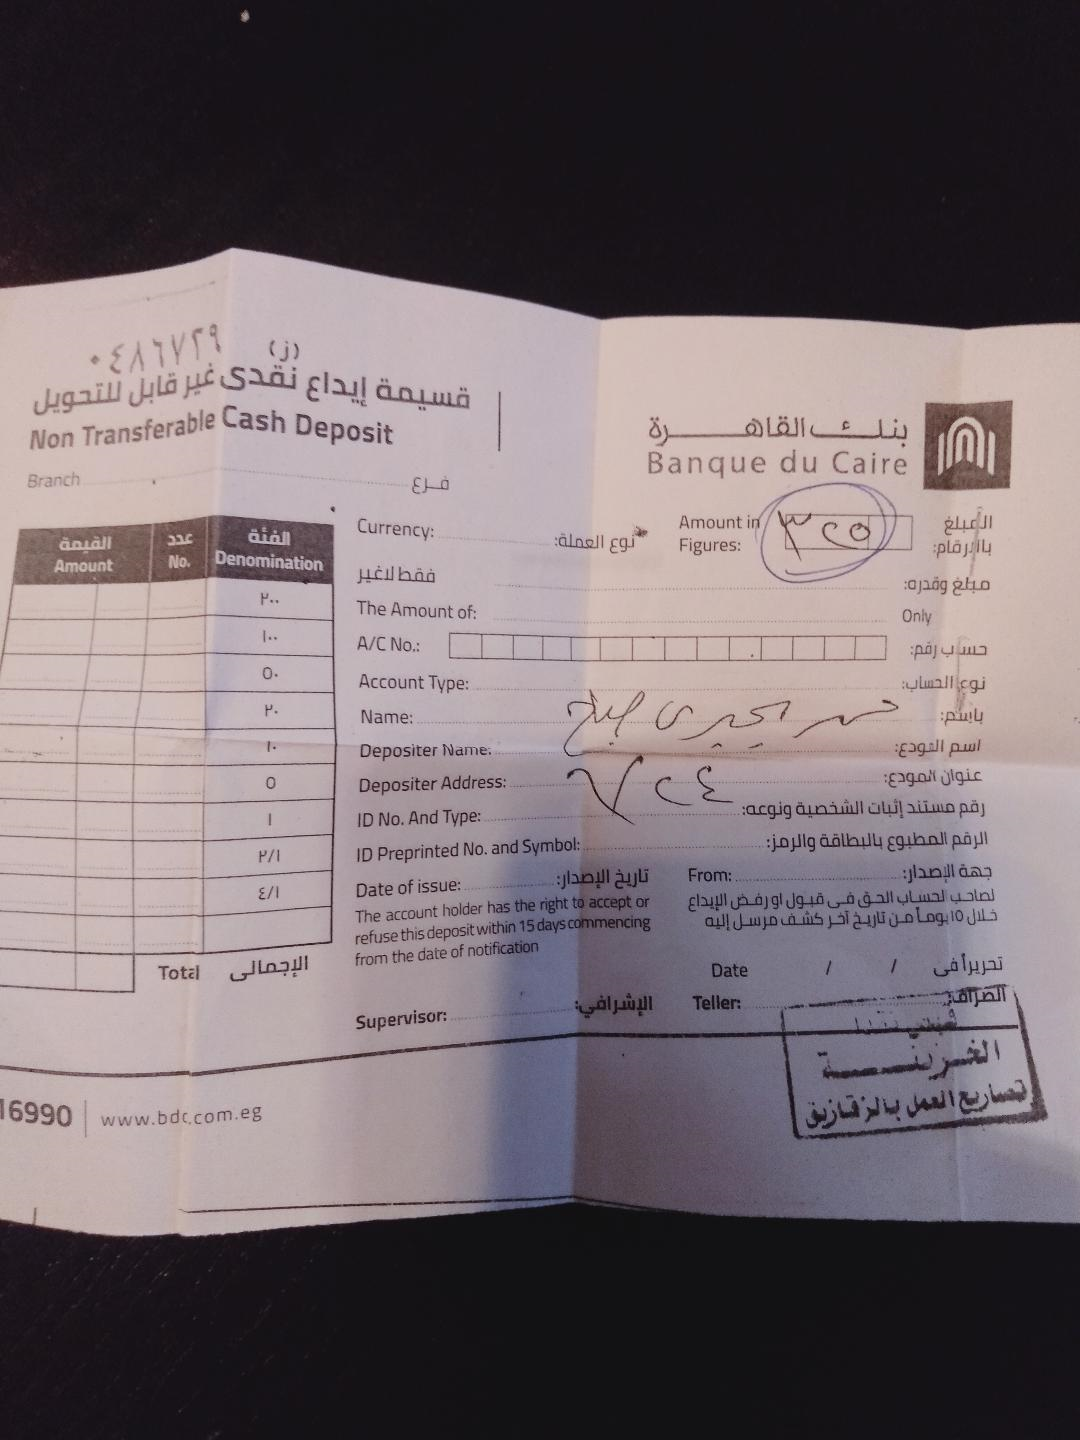 ٠٤٨٦٧٢٩
(ز)
قسيمة إيداع نقدى غير قابل للتحويل
Non Transferable Cash Deposit
Branch فرع
بنك القاهرة
Banque du Caire
Amount in Figures: ٣٢٥ المبلغ بالأرقام:
Currency: نوع العملة:
فقط لاغير مبلغ وقدره:
The Amount of: Only
A/C No.: حساب رقم:
Account Type: نوع الحساب:
Name: باسم:
Depositer Name: اسم المودع:
Depositer Address: عنوان المودع:
ID No. And Type: رقم مستند إثبات الشخصية ونوعه:
ID Preprinted No. and Symbol: الرقم المطبوع بالبطاقة والرمز:
Date of issue: تاريخ الإصدار: From: جهة الإصدار:
The account holder has the right to accept or
refuse this deposit within 15 days commencing
from the date of notification
لصاحب الحساب الحق فى قبول او رفض الإيداع
خلال ١٥ يوماً من تاريخ آخر كشف مرسل إليه
Date / / تحريراً فى
Supervisor: الإشرافي: Teller: الصراف:
القيمة عدد الفئة
Amount No. Denomination
٢٠٠
١٠٠
٥٠
٢٠
١٠
٥
١
٢/١
٤/١
Total الإجمالى
الخزينة
تصاريح العمل بالزقازيق
16990 www.bdc.com.eg